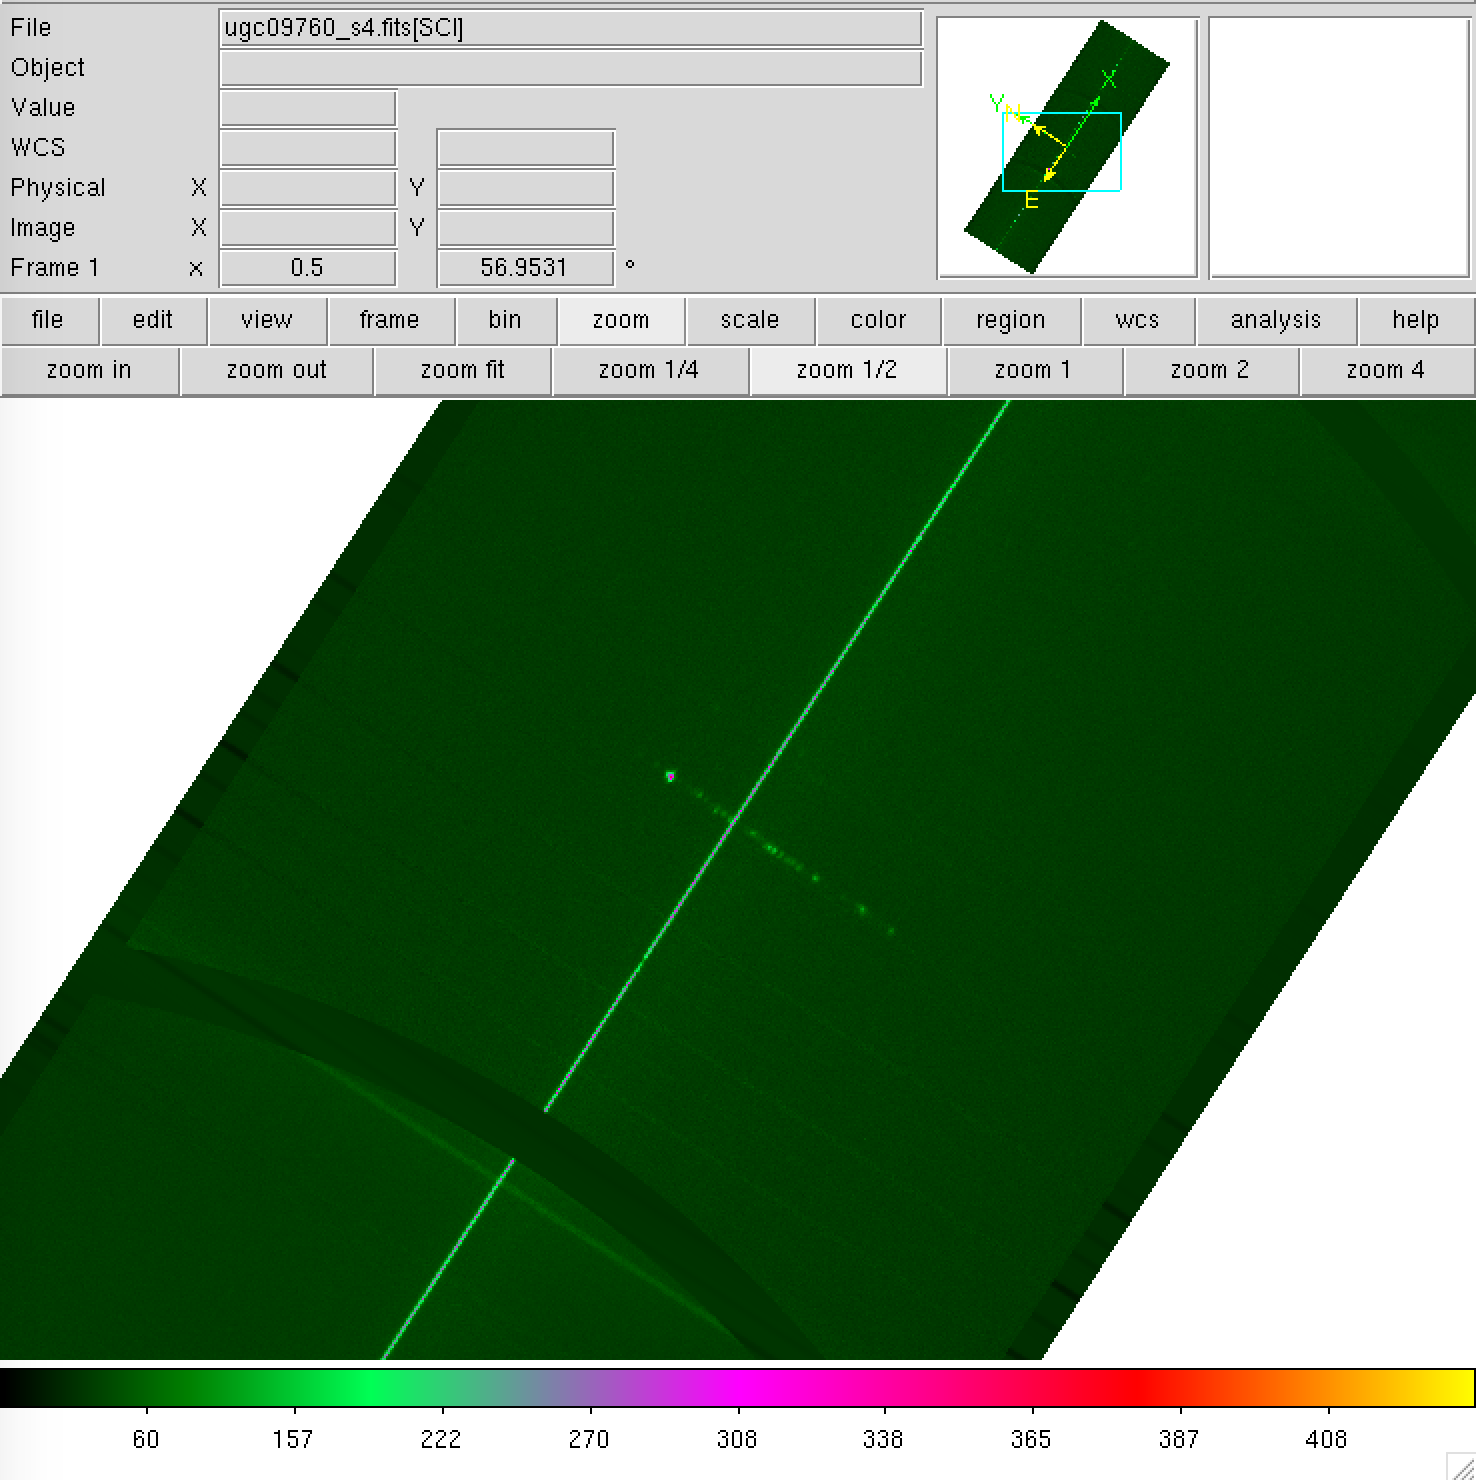 File ugc09760_s4.fits[SCI]
Object
Value
WCS
Physical X Y
Image X Y
Frame 1 x 0.5 56.9531 °
X
Y
N
E
file edit view frame bin zoom scale color region wcs analysis help
zoom in zoom out zoom fit zoom 1/4 zoom 1/2 zoom 1 zoom 2 zoom 4
60 157 222 270 308 338 365 387 408